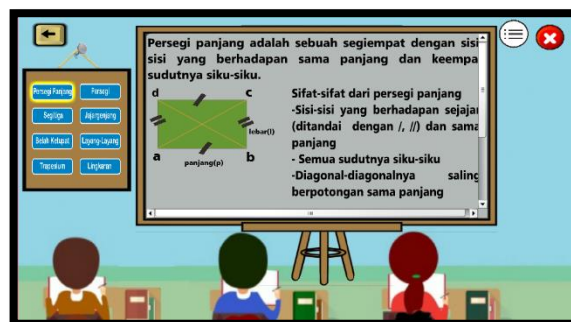 Persegi panjang adalah sebuah segiempat dengan sisi
sisi yang berhadapan sama panjang dan keempa
sudutnya siku-siku.
d
c
lebar(l)
a
b
panjang(p)
Sifat-sifat dari persegi panjang
-Sisi-sisi yang berhadapan sejajar
(ditandai dengan /, //) dan sama
panjang
- Semua sudutnya siku-siku
-Diagonal-diagonalnya saling
berpotongan sama panjang
Persegi Panjang
Persegi
Segitiga
Jajargenjang
Belah Ketupat
Layang-Layang
Trapesium
Lingkaran